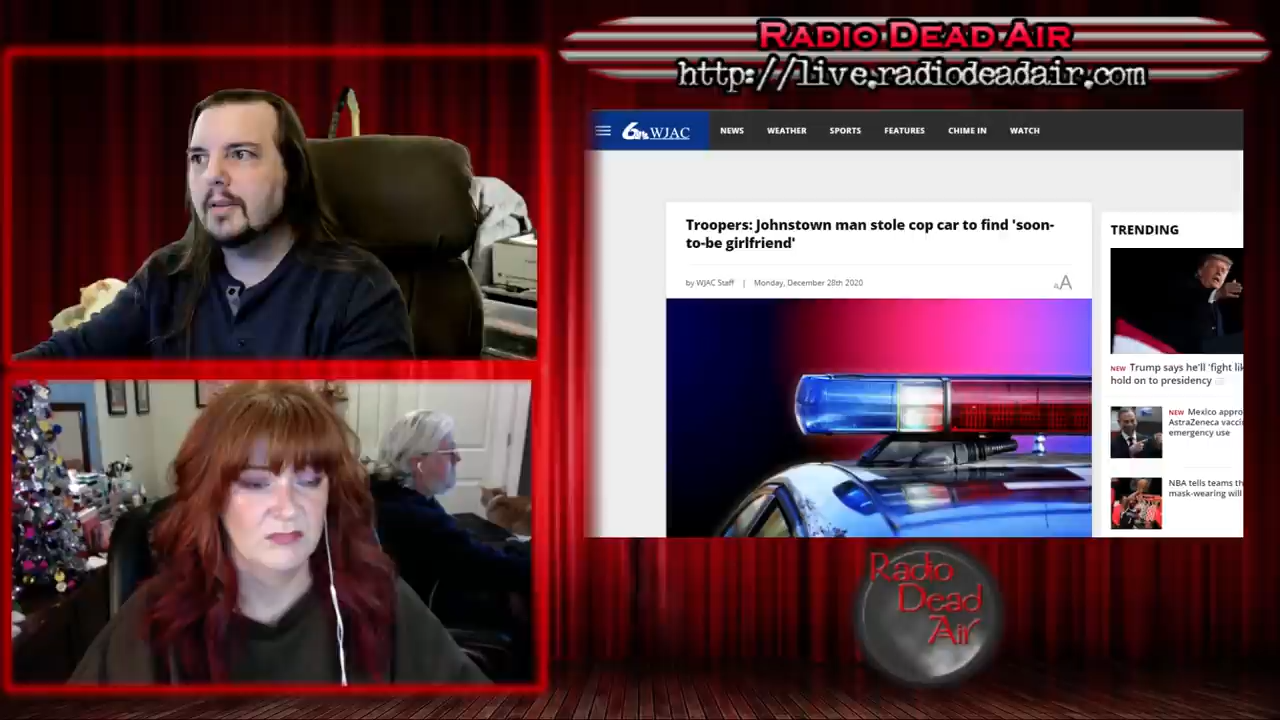 RADIO DEAD AIR
http://live.radiodeadair.com
6 WJAC
NEWS
WEATHER
SPORTS
FEATURES
CHIME IN
WATCH
Troopers: Johnstown man stole cop car to find 'soon-
to-be girlfriend'
by WJAC Staff | Monday, December 28th 2020
AA
TRENDING
NEW Trump says he'll 'fight
hold on to presidency
NEW Mexico appro
AstraZeneca vacci
emergency use
NBA tells teams th
mask-wearing will
Radio
Dead
Air